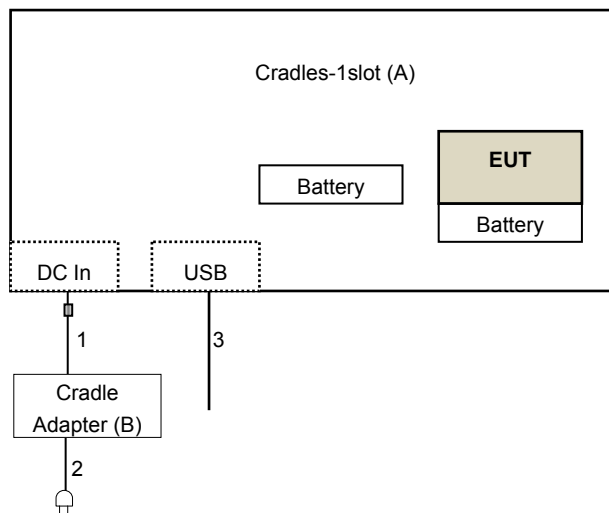 Cradles-1slot (A)
EUT
Battery
Battery
DC In
USB
1
3
Cradle
Adapter (B)
2